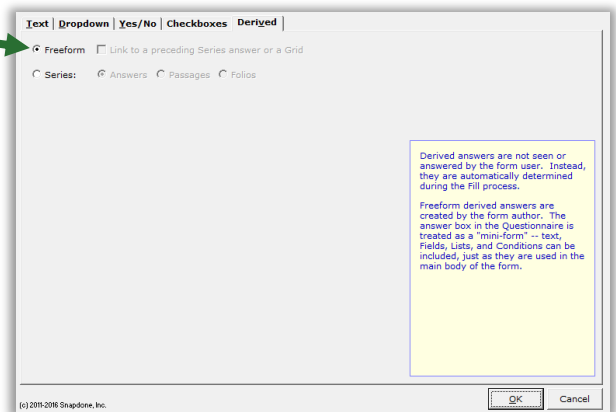 Text | Dropdown | Yes/No | Checkboxes | Derived |
Freeform Link to a preceding Series answer or a Grid
Series: Answers Passages Folios
Derived answers are not seen or
answered by the form user. Instead,
they are automatically determined
during the Fill process.
Freeform derived answers are
created by the form author. The
answer box in the Questionnaire is
treated as a "mini-form" -- text,
Fields, Lists, and Conditions can be
included, just as they are used in the
main body of the form.
(c) 2011-2016 Snapdone, Inc.
OK Cancel